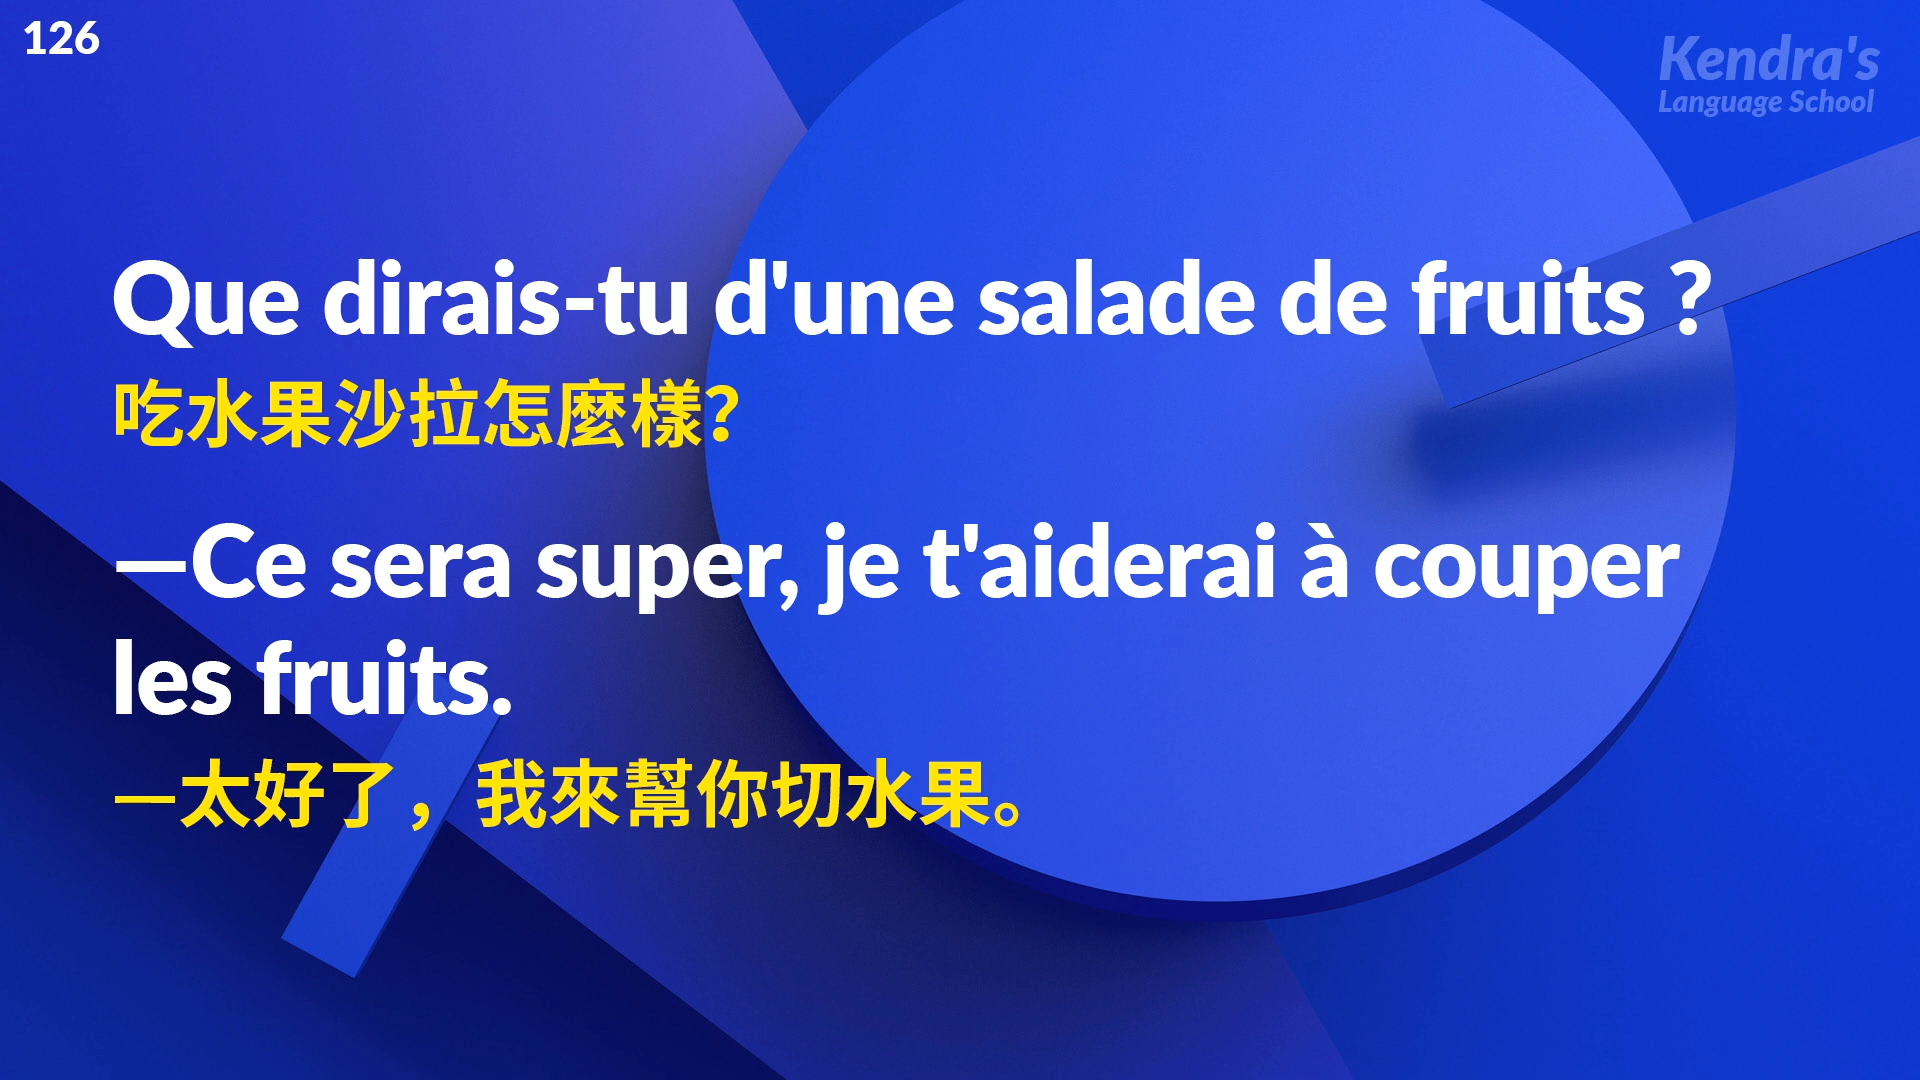 126
Kendra's
Language School
Que dirais-tu d'une salade de fruits ?
吃水果沙拉怎麼樣？
—Ce sera super, je t'aiderai à couper
les fruits.
—太好了，我來幫你切水果。